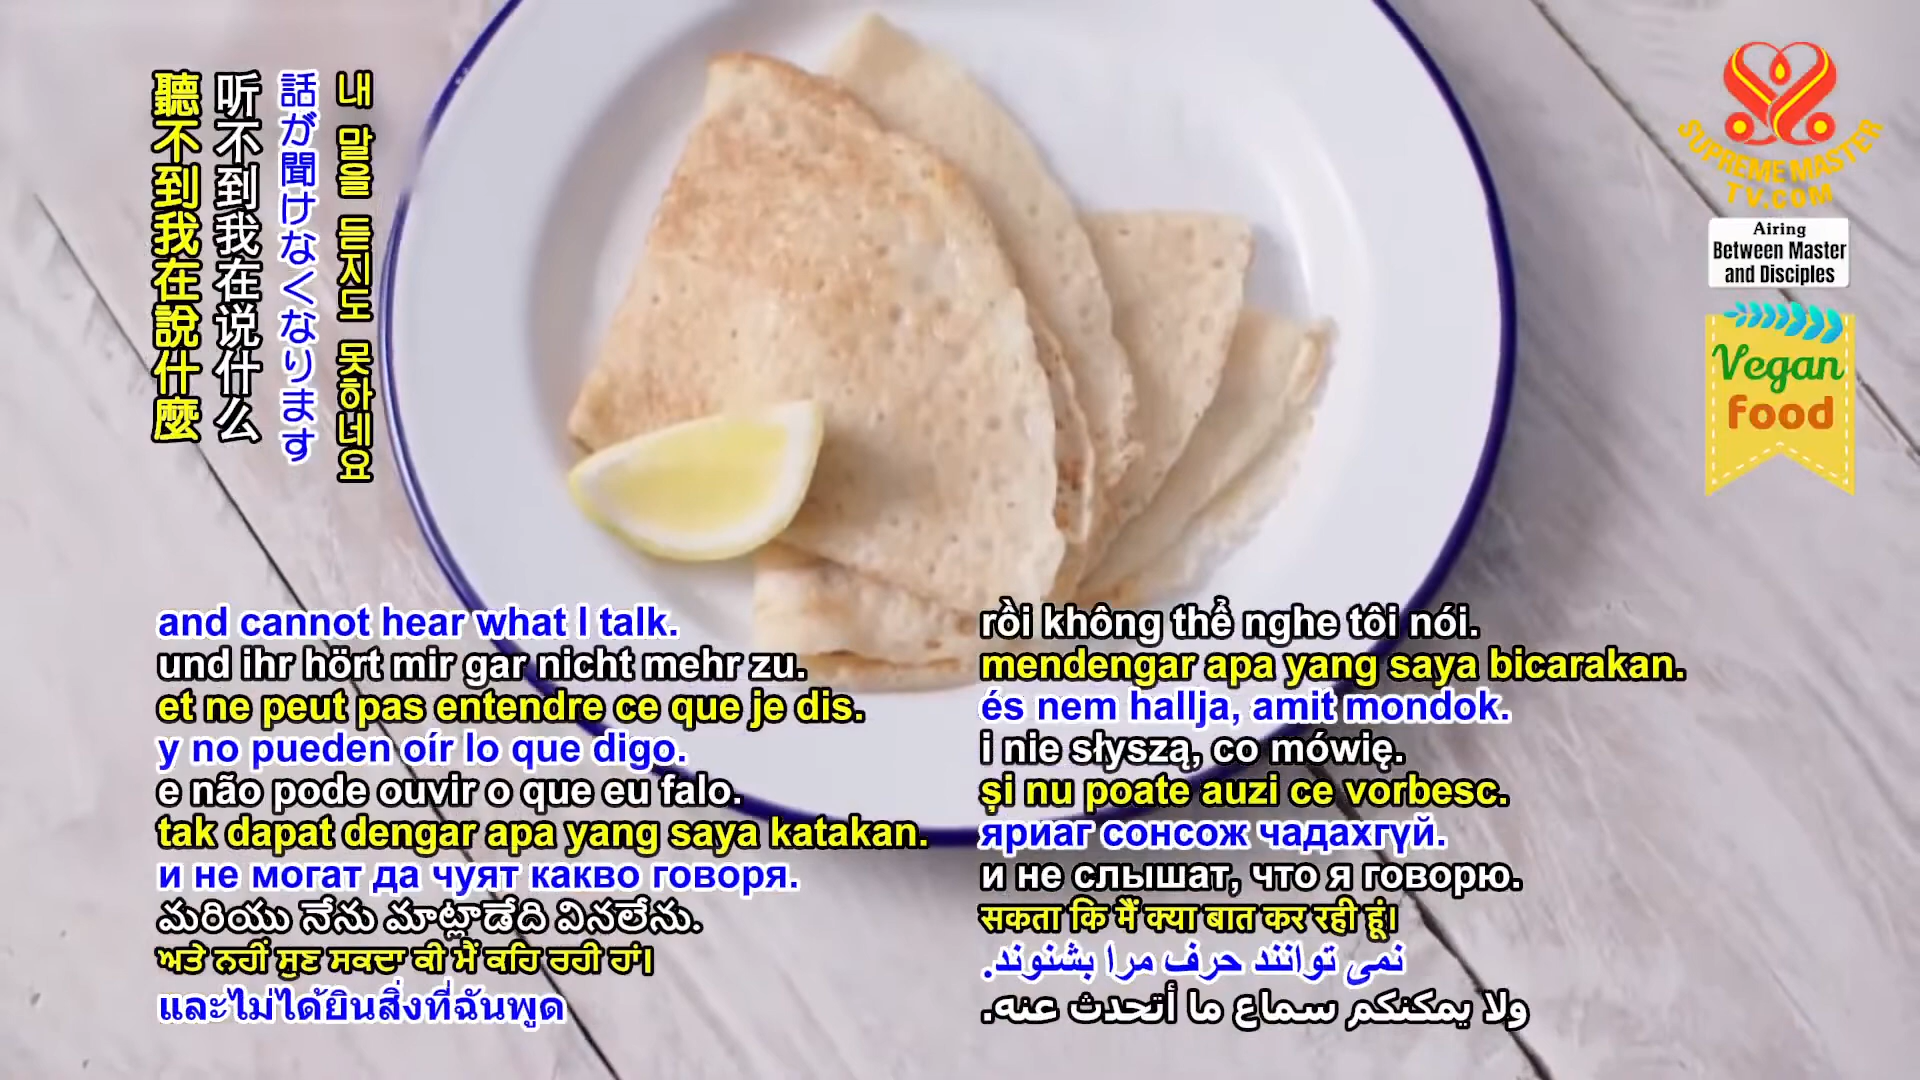 聽不到我在說什麼
听不到我在说什么
話が聞けなくなります
내 말을 듣지도 못하네요
SUPREME MASTER
TV.COM
Airing
Between Master
and Disciples
Vegan
Food
and cannot hear what I talk.
und ihr hört mir gar nicht mehr zu.
et ne peut pas entendre ce que je dis.
y no pueden oír lo que digo.
e não pode ouvir o que eu falo.
tak dapat dengar apa yang saya katakan.
и не могат да чуят какво говоря.
మరియు నేను మాట్లాడేది వినలేను.
ਅਤੇ ਨਹੀਂ ਸੁਣ ਸਕਦਾ ਕੀ ਮੈਂ ਕਹਿ ਰਹੀ ਹਾਂ।
และไม่ได้ยินสิ่งที่ฉันพูด
rồi không thể nghe tôi nói.
mendengar apa yang saya bicarakan.
és nem hallja, amit mondok.
i nie słyszą, co mówię.
și nu poate auzi ce vorbesc.
яриаг сонсож чадахгүй.
и не слышат, что я говорю.
सकता कि मैं क्या बात कर रही हूं।
نمی توانند حرف مرا بشنوند.
ولا يمكنكم سماع ما أتحدث عنه.